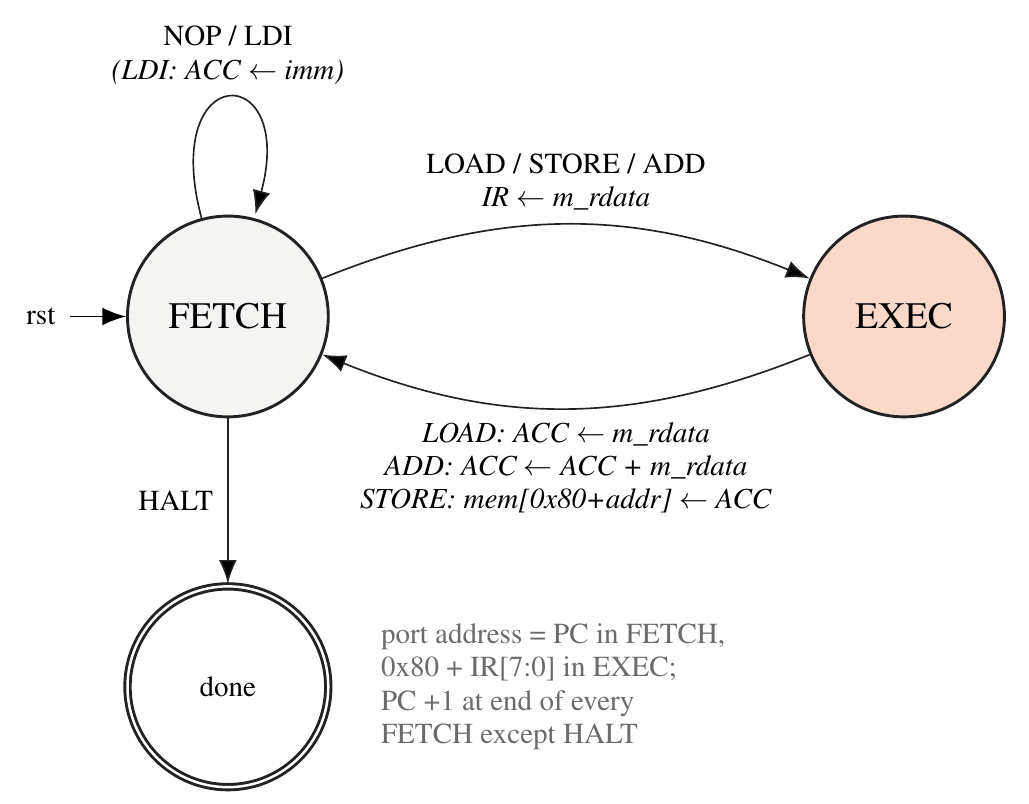 NOP / LDI
(LDI: ACC ← imm)
LOAD / STORE / ADD
IR ← m_rdata
rst
FETCH
EXEC
LOAD: ACC ← m_rdata
ADD: ACC ← ACC + m_rdata
STORE: mem[0x80+addr] ← ACC
HALT
done
port address = PC in FETCH,
0x80 + IR[7:0] in EXEC;
PC +1 at end of every
FETCH except HALT